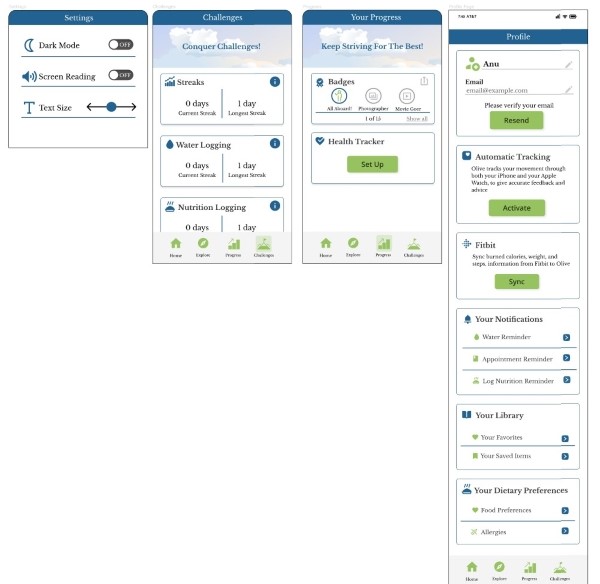 Settings
Settings
Dark Mode
OFF
Screen Reading
OFF
T Text Size
Challenges
Challenges
Conquer Challenges!
Streaks
0 days
Current Streak
1 day
Longest Streak
Water Logging
0 days
Current Streak
1 day
Longest Streak
Nutrition Logging
0 days
1 day
Home Explore Progress Challenges
Progress
Your Progress
Keep Striving For The Best!
Badges
All Aboard! Photographer Movie Goer
1 of 15 Show all
Health Tracker
Set Up
Home Explore Progress Challenges
Profile Page
AT&T
Profile
Anu
Email
email@example.com
Please verify your email
Resend
Automatic Tracking
Olive tracks your movement through
both your iPhone and your Apple
Watch, to give accurate feedback and
advice
Activate
Fitbit
Sync burned calories, weight, and
steps, information from Fitbit to Olive
Sync
Your Notifications
Water Reminder
Appointment Reminder
Log Nutrition Reminder
Your Library
Your Favorites
Your Saved Items
Your Dietary Preferences
Food Preferences
Allergies
Home Explore Progress Challenges